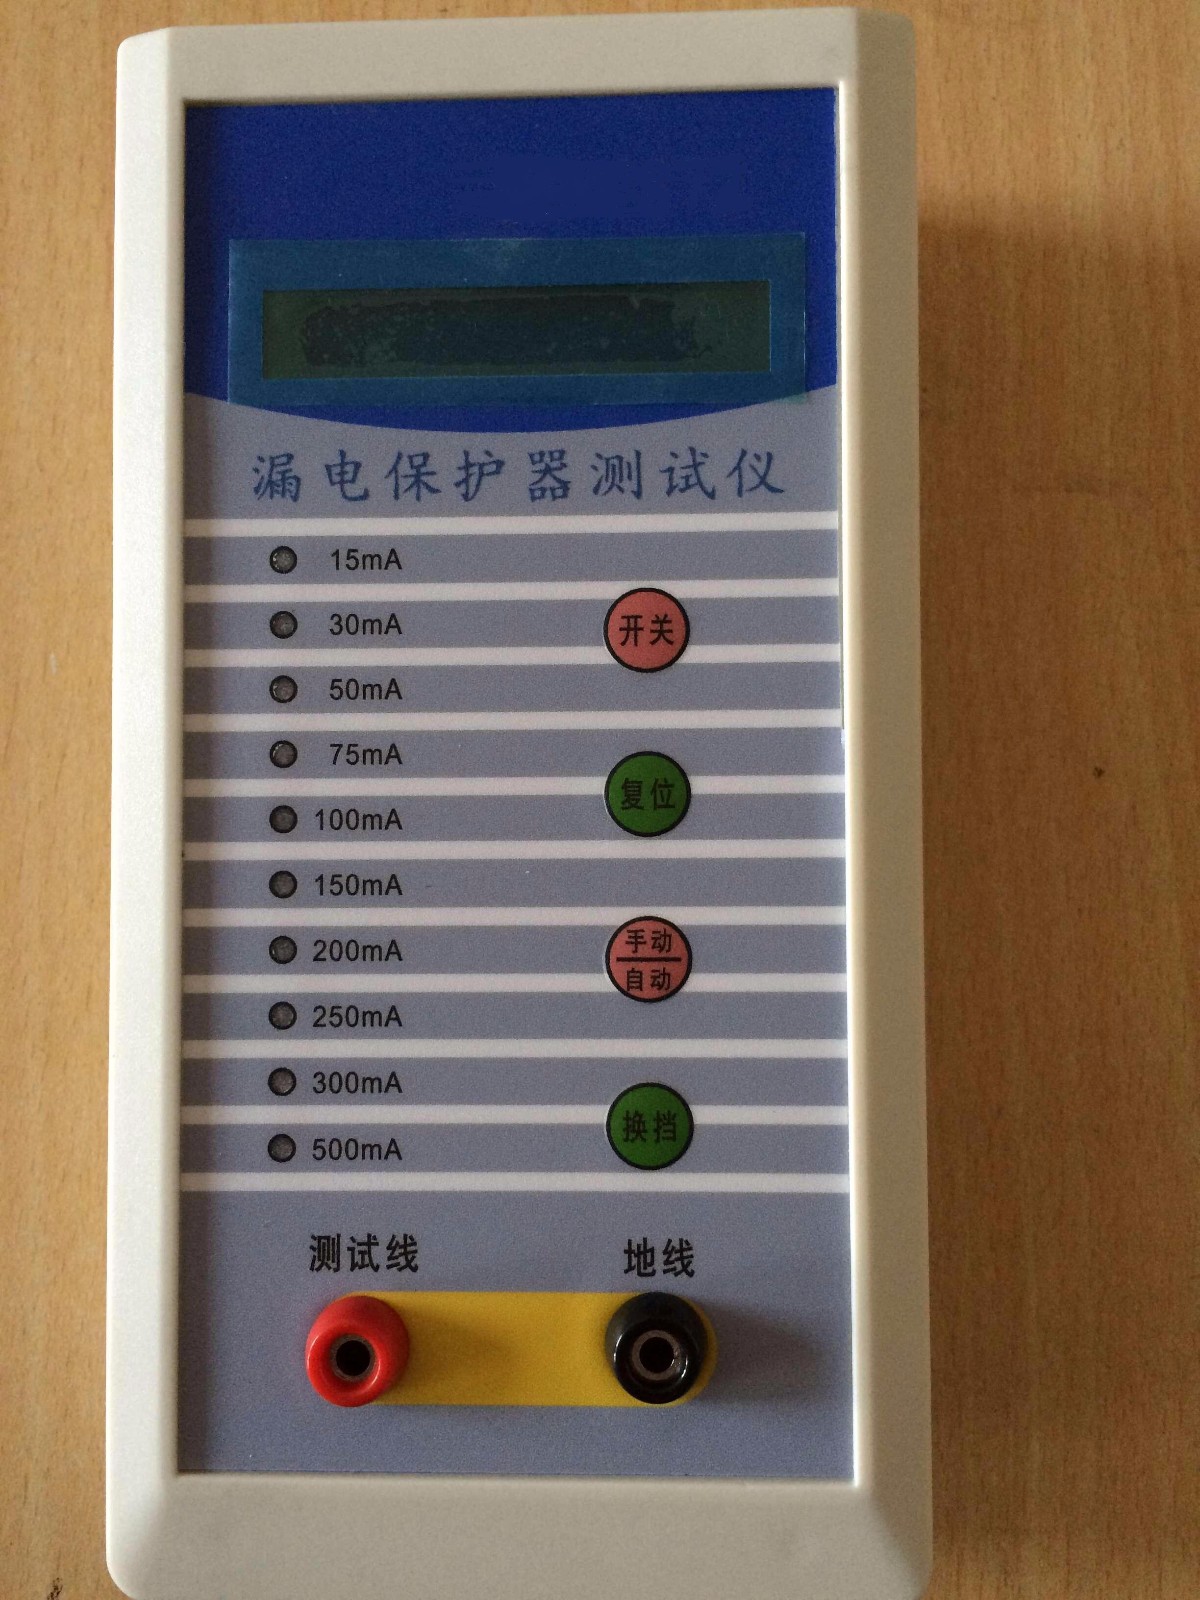 漏电保护器测试仪
15mA
30mA
开关
50mA
75mA
复位
100mA
150mA
200mA
手动
自动
250mA
300mA
换挡
500mA
测试线 地线